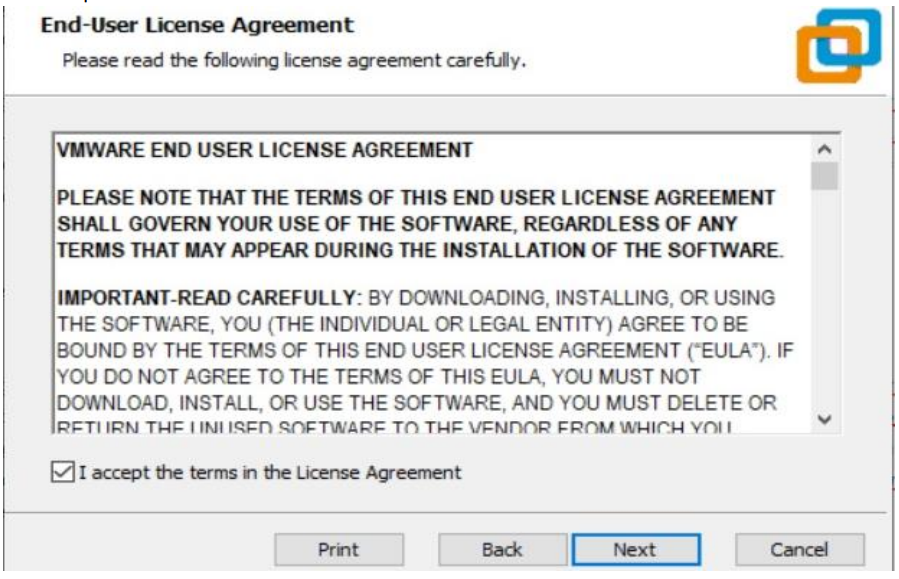 End-User License Agreement
Please read the following license agreement carefully.
VMWARE END USER LICENSE AGREEMENT
PLEASE NOTE THAT THE TERMS OF THIS END USER LICENSE AGREEMENT
SHALL GOVERN YOUR USE OF THE SOFTWARE, REGARDLESS OF ANY
TERMS THAT MAY APPEAR DURING THE INSTALLATION OF THE SOFTWARE.
IMPORTANT-READ CAREFULLY: BY DOWNLOADING, INSTALLING, OR USING
THE SOFTWARE, YOU (THE INDIVIDUAL OR LEGAL ENTITY) AGREE TO BE
BOUND BY THE TERMS OF THIS END USER LICENSE AGREEMENT (“EULA”). IF
YOU DO NOT AGREE TO THE TERMS OF THIS EULA, YOU MUST NOT
DOWNLOAD, INSTALL, OR USE THE SOFTWARE, AND YOU MUST DELETE OR
RETURN THE UNUSED SOFTWARE TO THE VENDOR FROM WHICH YOU
I accept the terms in the License Agreement
Print Back Next Cancel